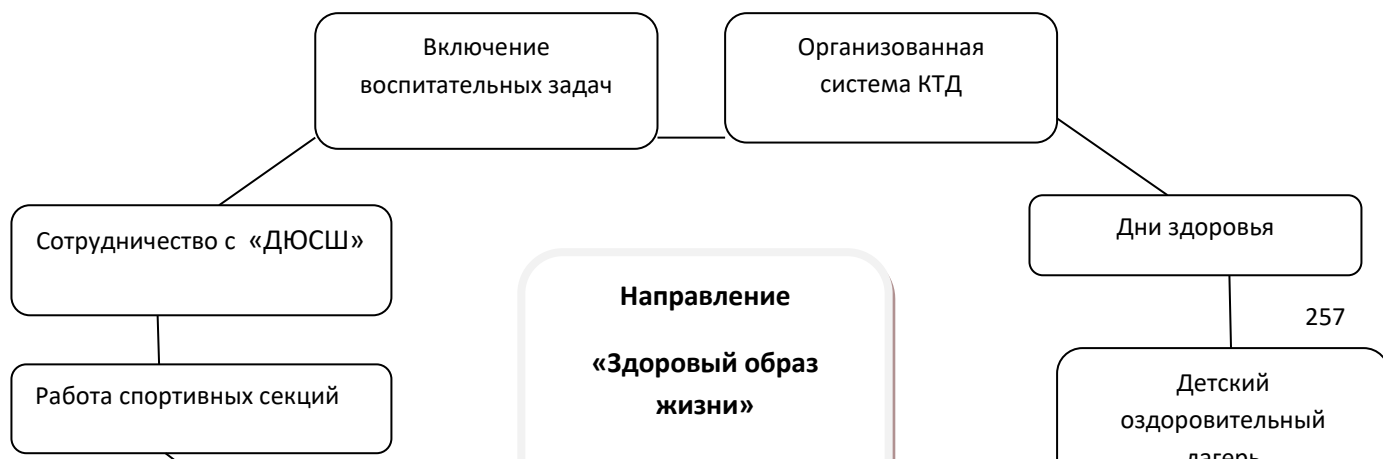 Включение
воспитательных задач
Организованная
система КТД
Сотрудничество с «ДЮСШ»
Дни здоровья
Направление
«Здоровый образ
жизни»
257
Работа спортивных секций
Детский
оздоровительный
лагерь